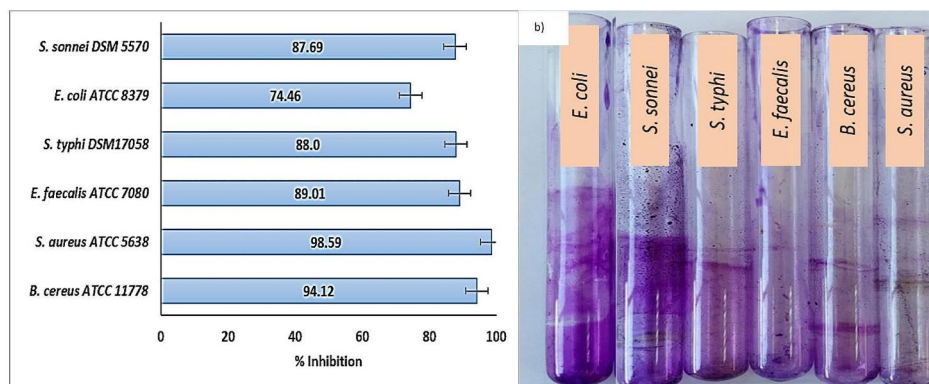 S. sonnei DSM 5570
87.69
E. coli ATCC 8379
74.46
S. typhi DSM17058
88.0
E. faecalis ATCC 7080
89.01
S. aureus ATCC 5638
98.59
B. cereus ATCC 11778
94.12
0 20 40 60 80 100
% Inhibition
b)
E. coli
S. sonnei
S. typhi
E. faecalis
B. cereus
S. aureus